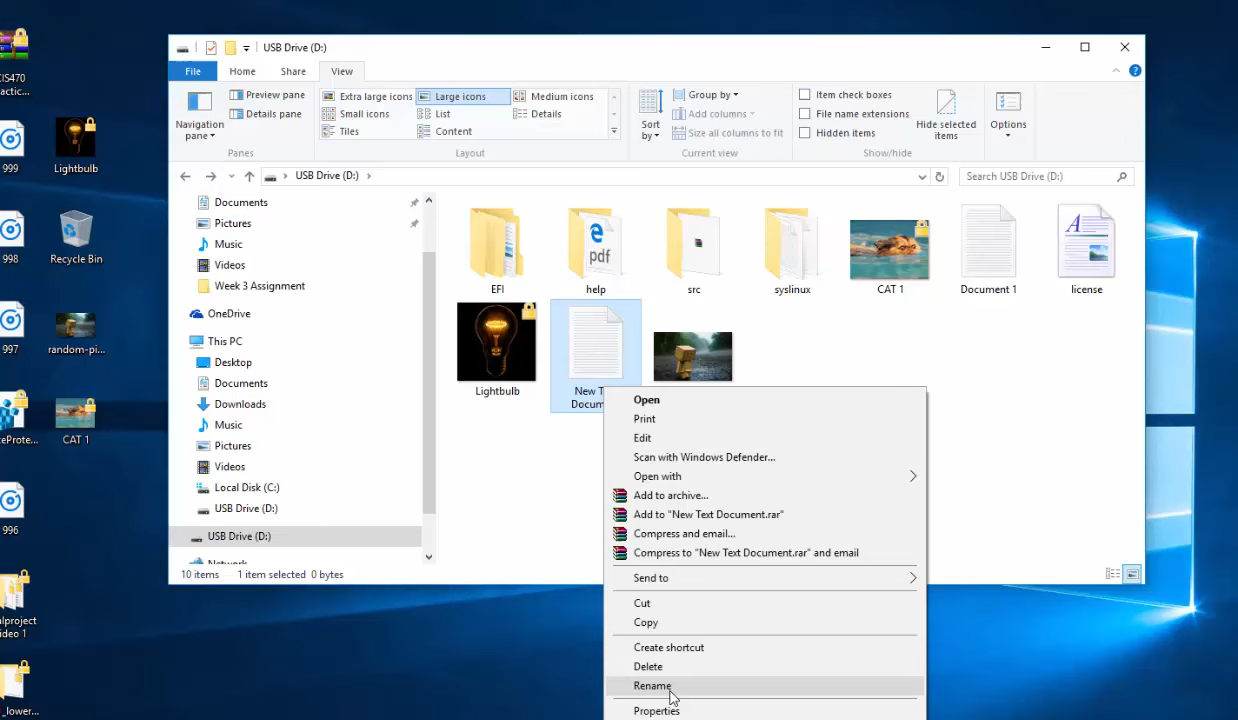 USB Drive (D:)
File
Home
Share
View
Navigation
pane
Preview pane
Details pane
Panes
Extra large icons
Large icons
Medium icons
Small icons
List
Details
Tiles
Content
Layout
Sort
by
Group by
Add columns
Size all columns to fit
Current view
Item check boxes
File name extensions
Hidden items
Hide selected
items
Show/hide
Options
USB Drive (D:)
Search USB Drive (D:)
Documents
Pictures
Music
Videos
Week 3 Assignment
OneDrive
This PC
Desktop
Documents
Downloads
Music
Pictures
Videos
Local Disk (C:)
USB Drive (D:)
USB Drive (D:)
Network
EFI
help
src
syslinux
CAT 1
Document 1
license
pdf
Lightbulb
New T
Docum
Open
Print
Edit
Scan with Windows Defender...
Open with
Add to archive...
Add to "New Text Document.rar"
Compress and email...
Compress to "New Text Document.rar" and email
Send to
Cut
Copy
Create shortcut
Delete
Rename
Properties
10 items
1 item selected 0 bytes
CIS470
actic...
999
Lightbulb
998
Recycle Bin
997
random-pi...
teProte...
CAT 1
996
alproject
ideo 1
_lower...